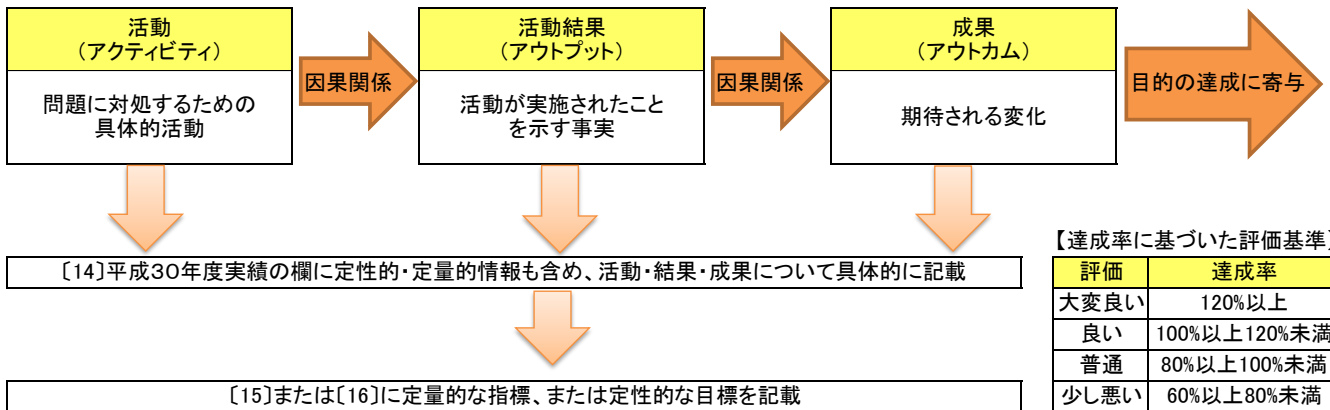 活動
（アクティビティ）
問題に対処するための
具体的活動
因果関係
活動結果
（アウトプット）
活動が実施されたこと
を示す事実
因果関係
成果
（アウトカム）
期待される変化
目的の達成に寄与
〔14〕平成３０年度実績の欄に定性的・定量的情報も含め、活動・結果・成果について具体的に記載
〔15〕または〔16〕に定量的な指標、または定性的な目標を記載
【達成率に基づいた評価基準】
評価 達成率
大変良い 120%以上
良い 100%以上120%未満
普通 80%以上100%未満
少し悪い 60%以上80%未満